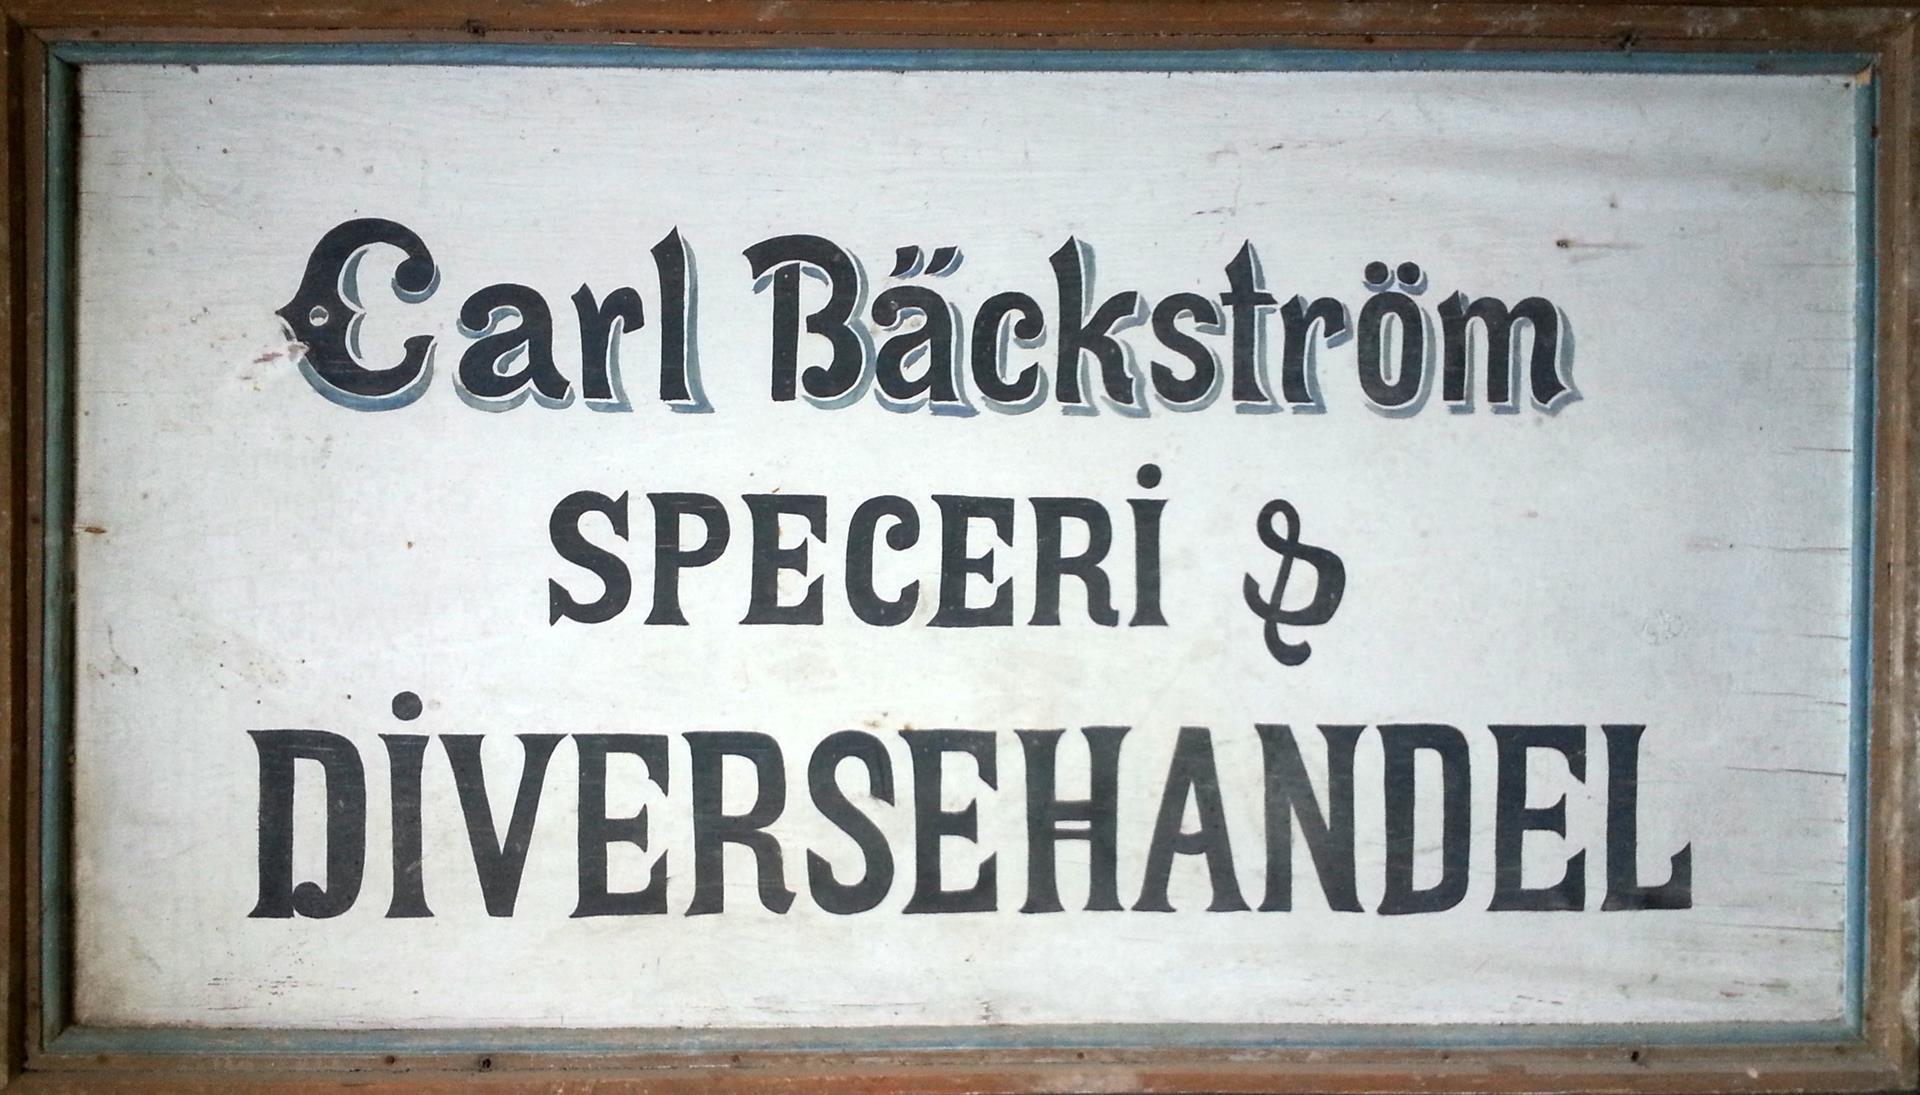 Carl Bäckström
SPECERi &
DiVERSEHANDEL